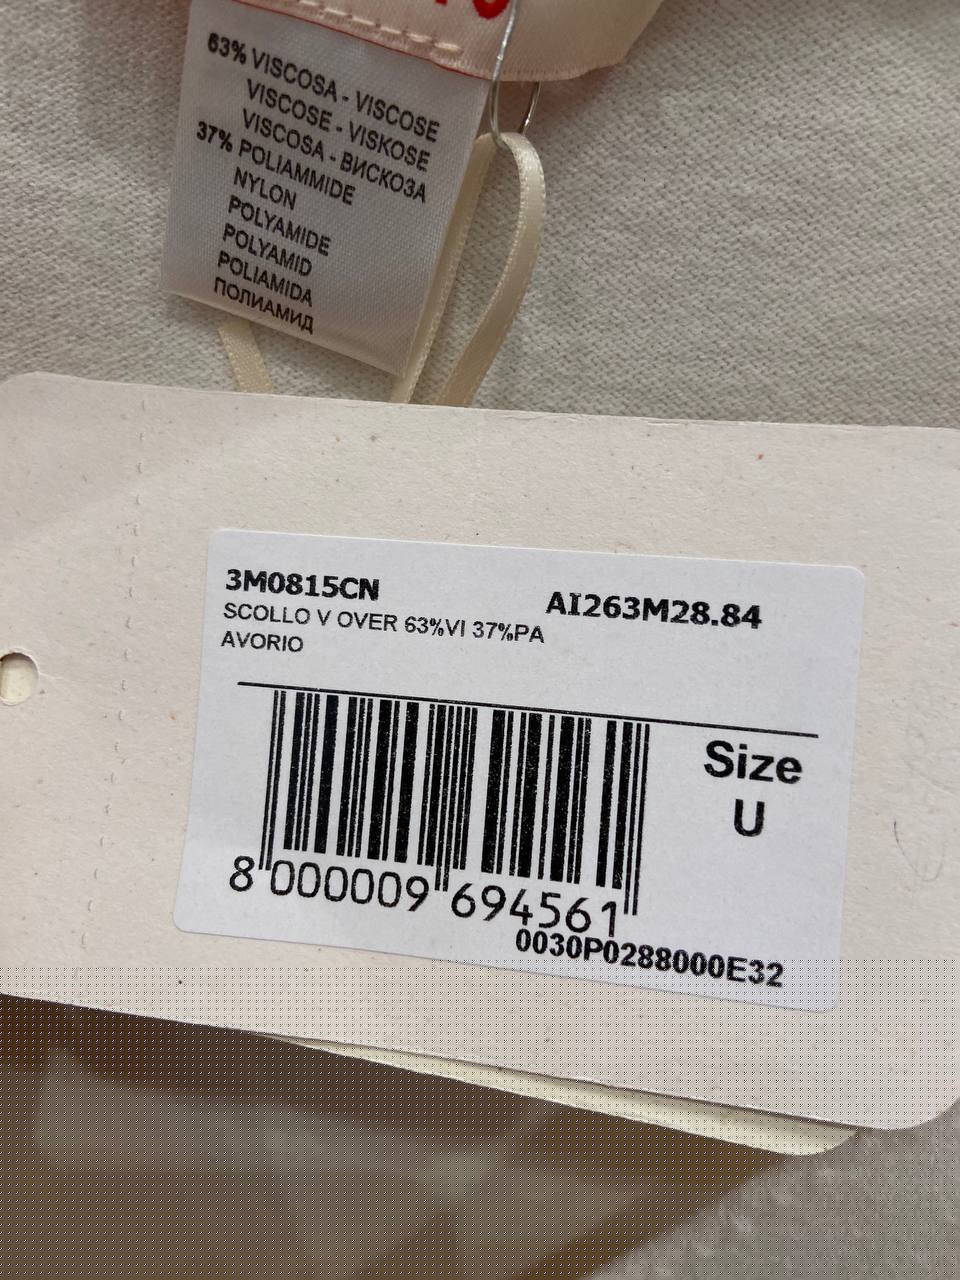 63% VISCOSA - VISCOSE
VISCOSE - VISKOSE
VISCOSA - ВИСКОЗА
37% POLIAMMIDE
NYLON
POLYAMIDE
POLYAMID
POLIAMIDA
ПОЛИАМИД
3M0815CN
AI263M28.84
SCOLLO V OVER 63%VI 37%PA
AVORIO
Size
U
8 000009 694561
0030P0288000E32